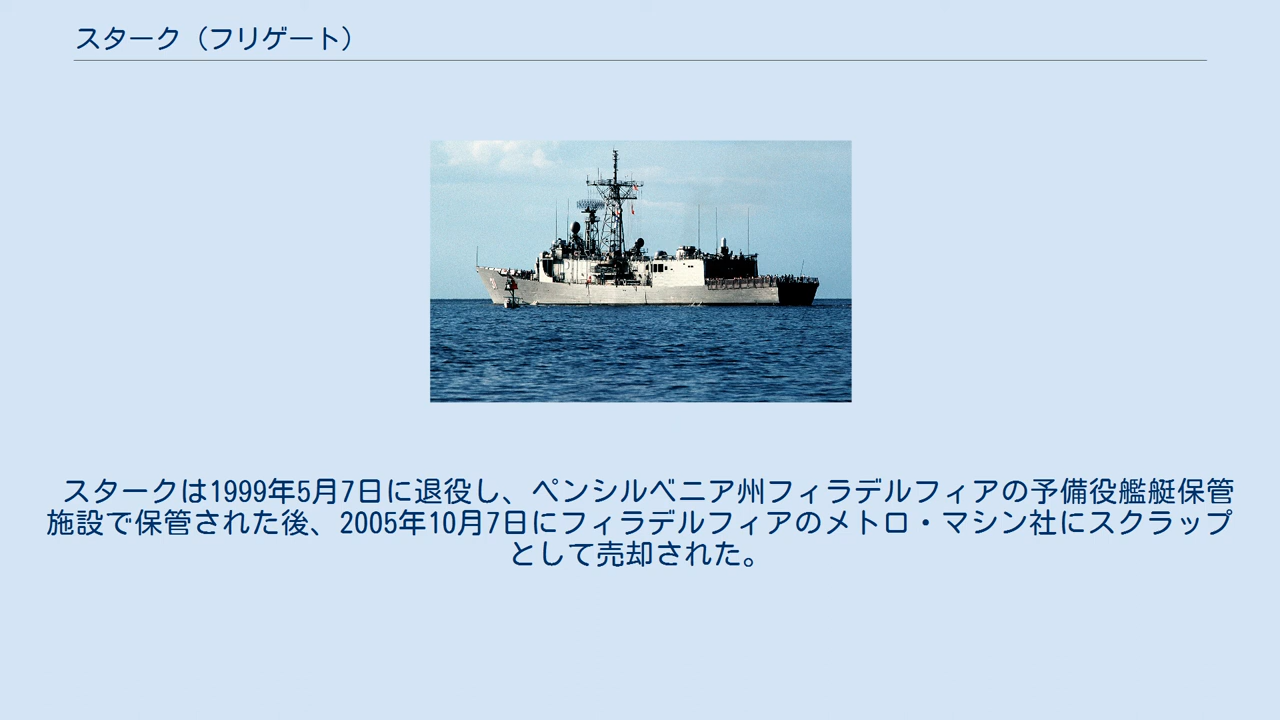 スターク（フリゲート）
スタークは1999年5月7日に退役し、ペンシルベニア州フィラデルフィアの予備役艦艇保管
施設で保管された後、2005年10月7日にフィラデルフィアのメトロ・マシン社にスクラップ
として売却された。